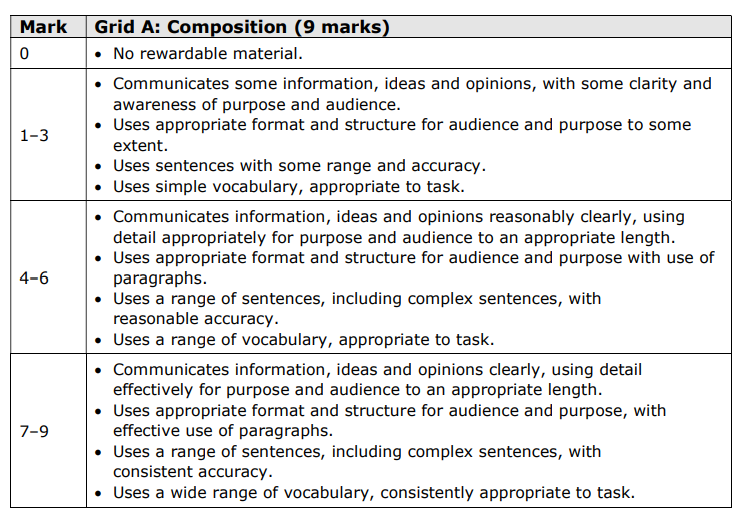 Mark Grid A: Composition (9 marks)
0 • No rewardable material.
1–3
• Communicates some information, ideas and opinions, with some clarity and
awareness of purpose and audience.
• Uses appropriate format and structure for audience and purpose to some
extent.
• Uses sentences with some range and accuracy.
• Uses simple vocabulary, appropriate to task.
4–6
• Communicates information, ideas and opinions reasonably clearly, using
detail appropriately for purpose and audience to an appropriate length.
• Uses appropriate format and structure for audience and purpose with use of
paragraphs.
• Uses a range of sentences, including complex sentences, with
reasonable accuracy.
• Uses a range of vocabulary, appropriate to task.
7–9
• Communicates information, ideas and opinions clearly, using detail
effectively for purpose and audience to an appropriate length.
• Uses appropriate format and structure for audience and purpose, with
effective use of paragraphs.
• Uses a range of sentences, including complex sentences, with
consistent accuracy.
• Uses a wide range of vocabulary, consistently appropriate to task.